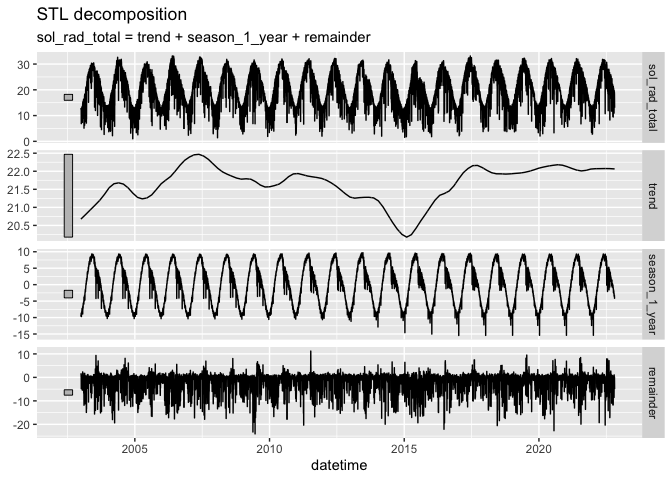 STL decomposition
sol_rad_total = trend + season_1_year + remainder
30
20
10
0
sol_rad_total
22.5
22.0
21.5
21.0
20.5
trend
10
5
0
-5
-10
-15
season_1_year
10
0
-10
-20
remainder
2005 2010 2015 2020
datetime